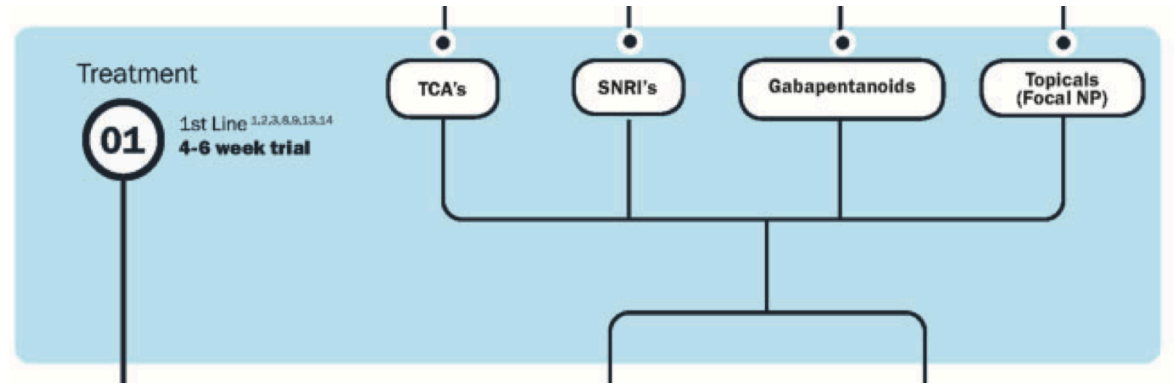 Treatment
01
1st Line 1,2,3,8,9,13,14
4-6 week trial
TCA's
SNRI's
Gabapentanoids
Topicals
(Focal NP)